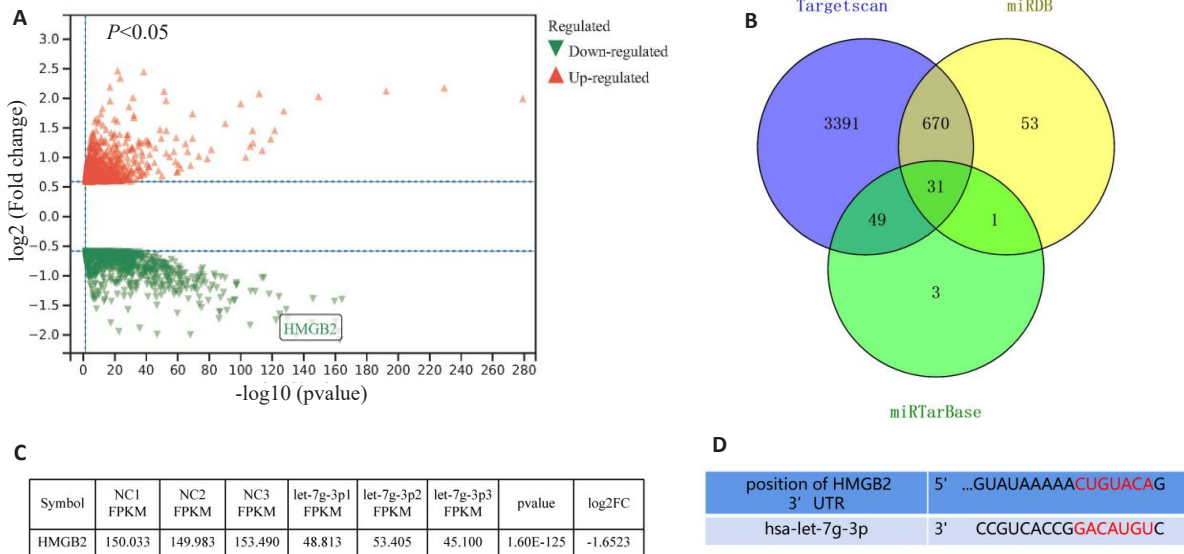 A
P<0.05
Regulated
Down-regulated
Up-regulated
log2 (Fold change)
3.0
2.5
2.0
1.5
1.0
0.5
0.0
−0.5
−1.0
−1.5
−2.0
HMGB2
0 20 40 60 80 100 120 140 160 180 200 220 240 260 280
-log10 (pvalue)
B
Targetscan miRDB
3391 670 53
31
49 1
3
miRTarBase
C
Symbol NC1 FPKM NC2 FPKM NC3 FPKM let-7g-3p1 FPKM let-7g-3p2 FPKM let-7g-3p3 FPKM pvalue log2FC
HMGB2 150.033 149.983 153.490 48.813 53.405 45.100 1.60E-125 -1.6523
D
position of HMGB2 3' UTR 5' ...GUAUAAAAACUGUACAG
hsa-let-7g-3p 3' CCGUCACCGGACAUGUC